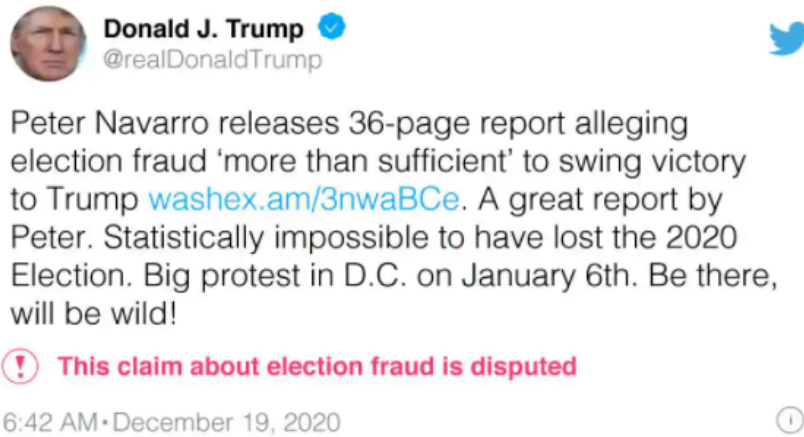 Donald J. Trump
@realDonaldTrump
Peter Navarro releases 36-page report alleging
election fraud ‘more than sufficient’ to swing victory
to Trump washex.am/3nwaBCe. A great report by
Peter. Statistically impossible to have lost the 2020
Election. Big protest in D.C. on January 6th. Be there,
will be wild!
This claim about election fraud is disputed
6:42 AM•December 19, 2020